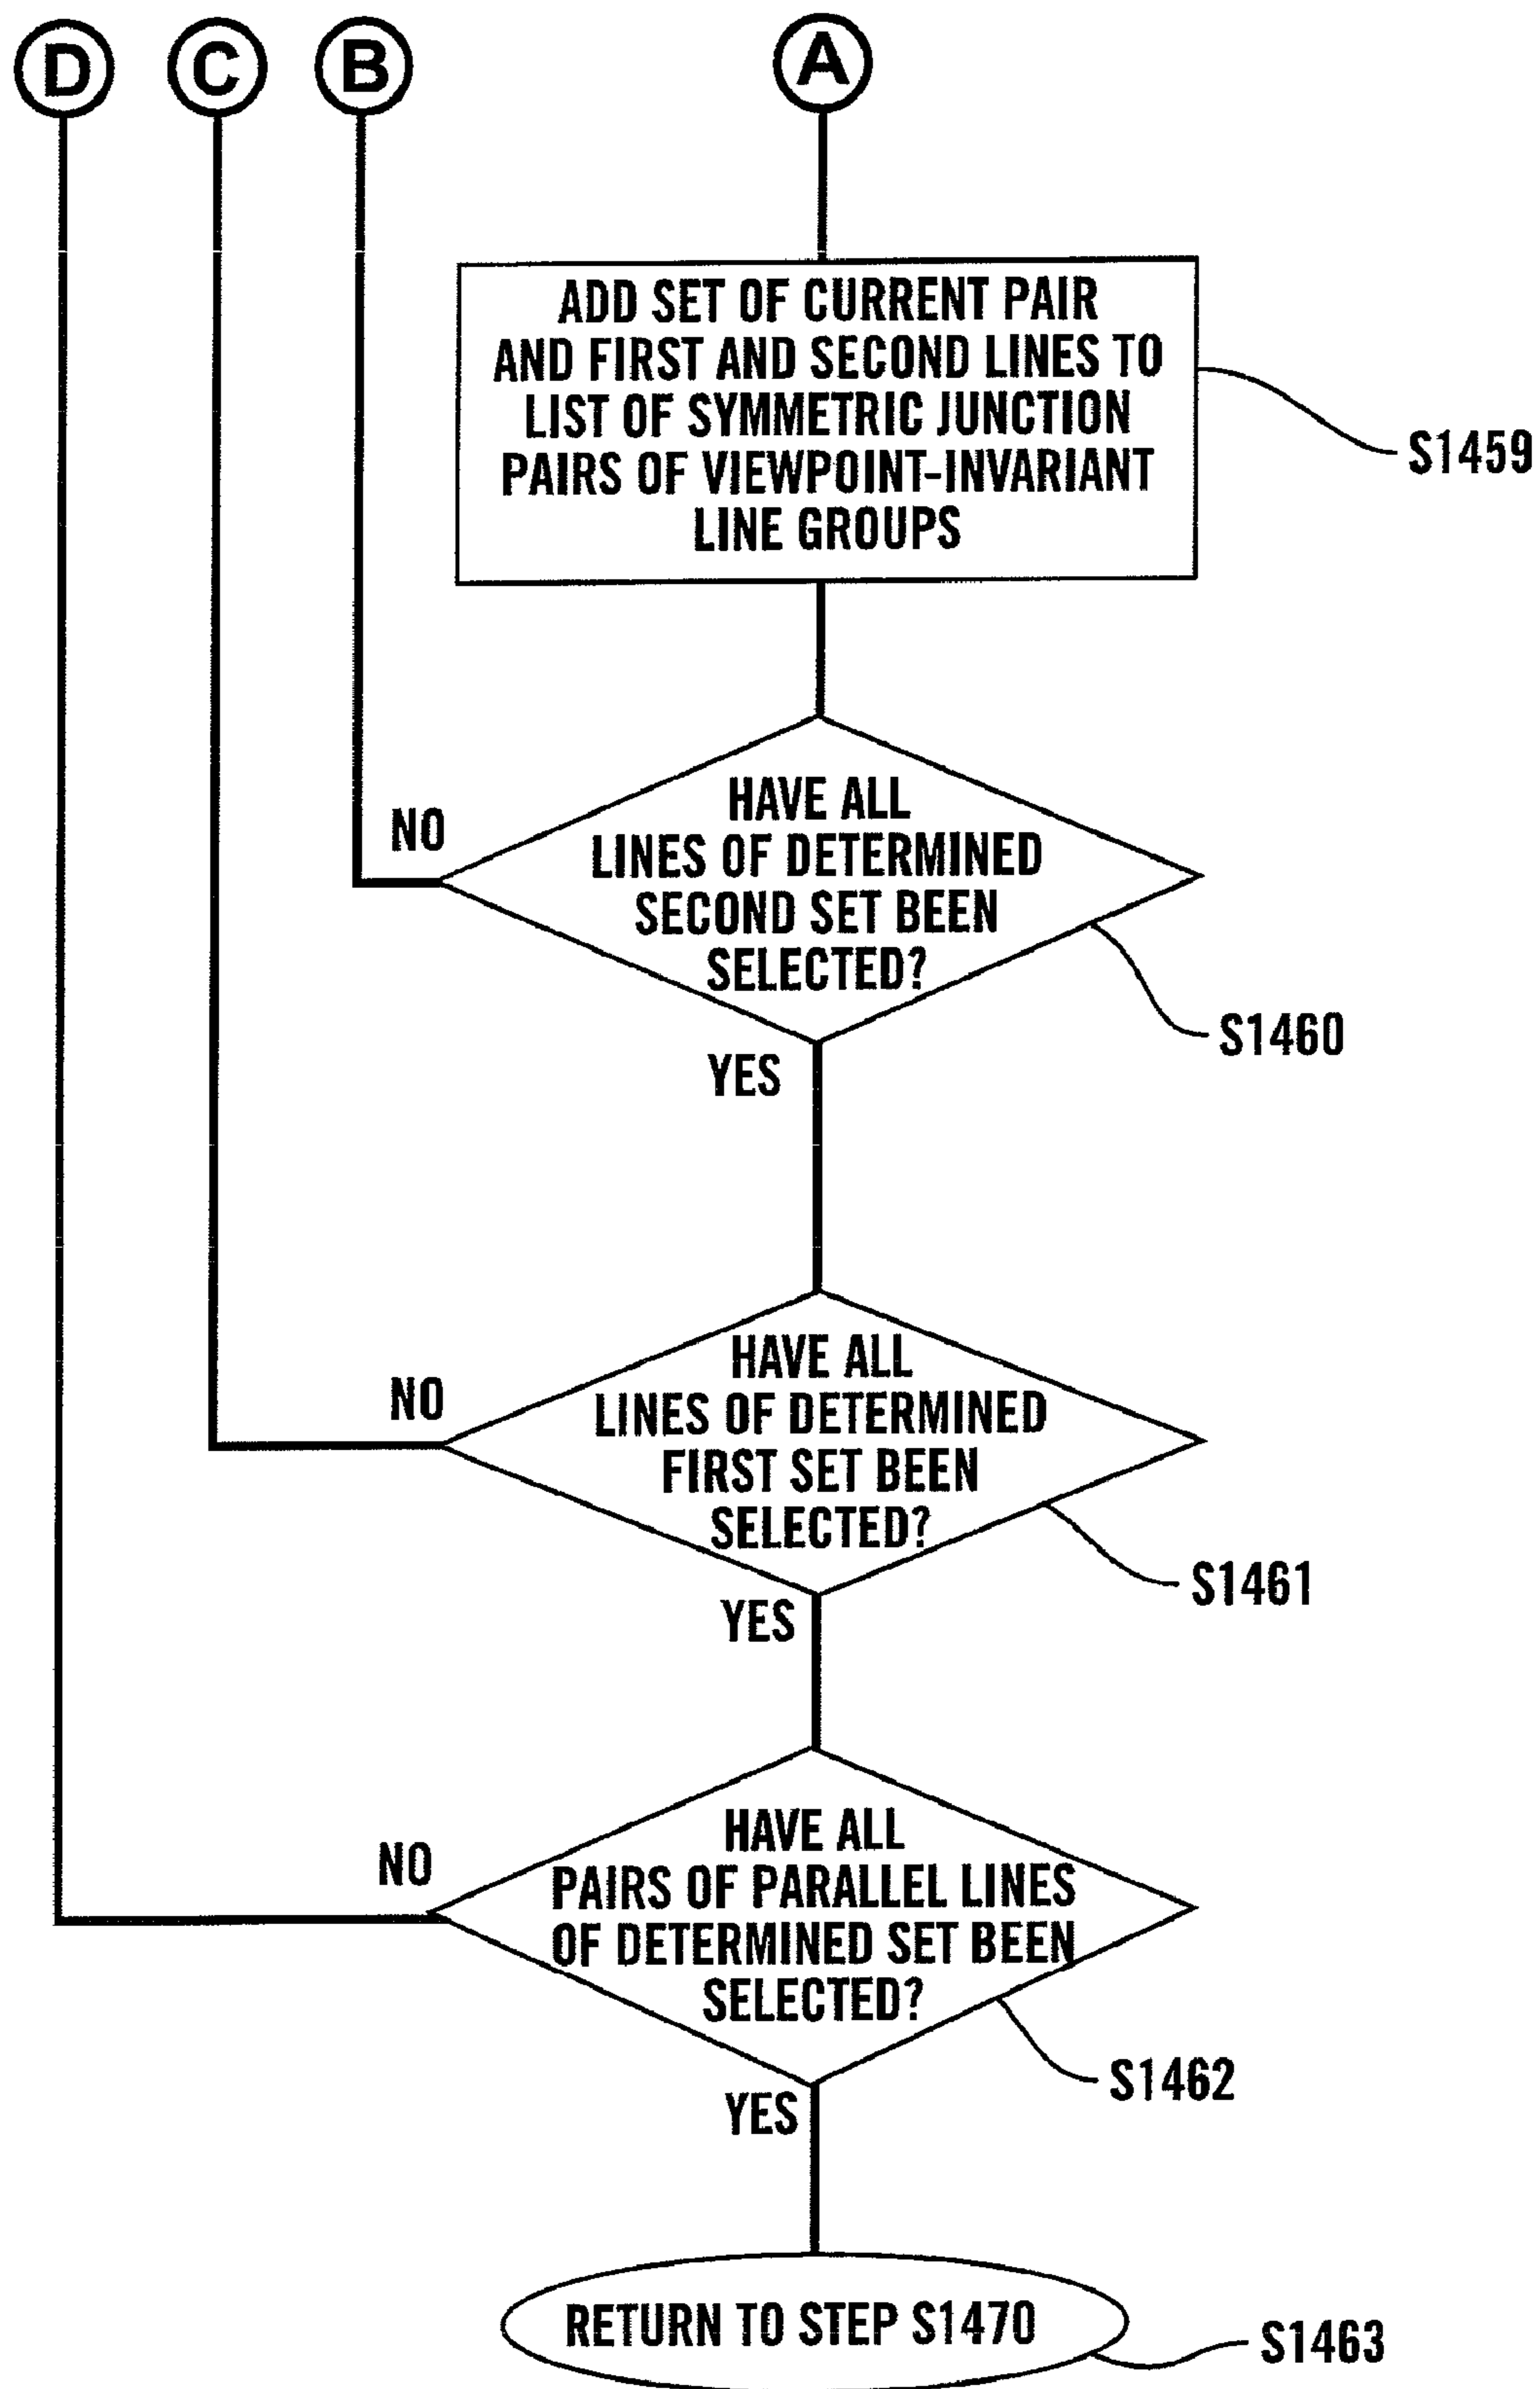 D
C
B
A
ADD SET OF CURRENT PAIR
AND FIRST AND SECOND LINES TO
LIST OF SYMMETRIC JUNCTION
PAIRS OF VIEWPOINT-INVARIANT
LINE GROUPS
S1459
NO
HAVE ALL
LINES OF DETERMINED
SECOND SET BEEN
SELECTED?
S1460
YES
NO
HAVE ALL
LINES OF DETERMINED
FIRST SET BEEN
SELECTED?
S1461
YES
NO
HAVE ALL
PAIRS OF PARALLEL LINES
OF DETERMINED SET BEEN
SELECTED?
S1462
YES
RETURN TO STEP S1470
S1463